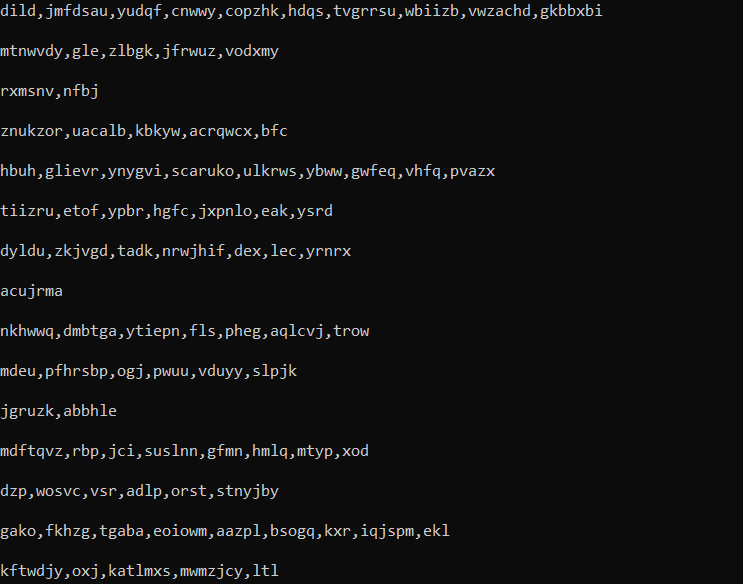 dild,jmfdsau,yudqf,cnwwy,copzhk,hdqs,tvgrrsu,wbiizb,vwzachd,gkbbxbi
mtnwvdy,gle,zlbgk,jfrwuz,vodxmy
rxmsnv,nfbj
znukzor,uacalb,kbkyw,acrqwcx,bfc
hbuh,glievr,ynygvi,scaruko,ulkrws,ybww,gwfeq,vhfq,pvazx
tiizru,etof,ypbr,hgfc,jxpnlo,eak,ysrd
dyldu,zkjvgd,tadk,nrwjhif,dex,lec,yrnrx
acujrma
nkhwwq,dmbtga,ytiepn,fls,pheg,aqlcvj,trow
mdeu,pfhrsbp,ogj,pwuu,vduyy,slpjk
jgruzk,abbhle
mdftqvz,rbp,jci,suslnn,gfmn,hmlq,mtyp,xod
dzp,wosvc,vsr,adlp,orst,stnyjby
gako,fkhzg,tgaba,eoiowm,aazpl,bsogq,kxr,iqjspm,ekl
kftwdjy,oxj,katlmxs,mwmzjcy,ltl